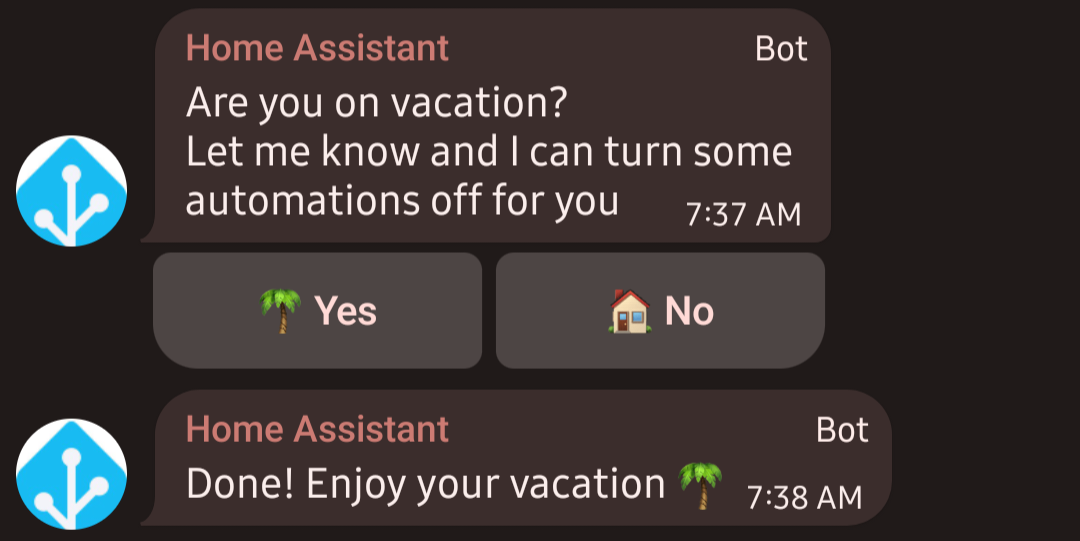 Home Assistant Bot
Are you on vacation?
Let me know and I can turn some
automations off for you 7:37 AM
🌴 Yes
🏠 No
Home Assistant Bot
Done! Enjoy your vacation 🌴 7:38 AM